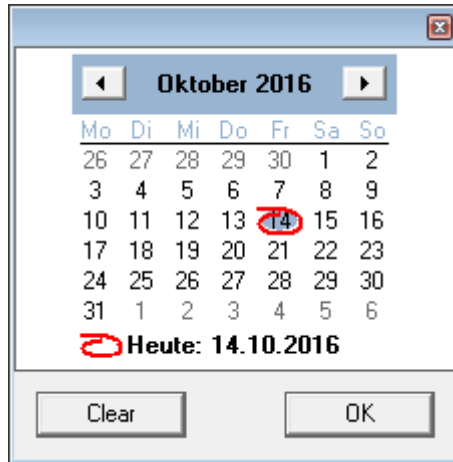 Oktober 2016
Mo Di Mi Do Fr Sa So
26 27 28 29 30 1 2
3 4 5 6 7 8 9
10 11 12 13 14 15 16
17 18 19 20 21 22 23
24 25 26 27 28 29 30
31 1 2 3 4 5 6
Heute: 14.10.2016
Clear OK